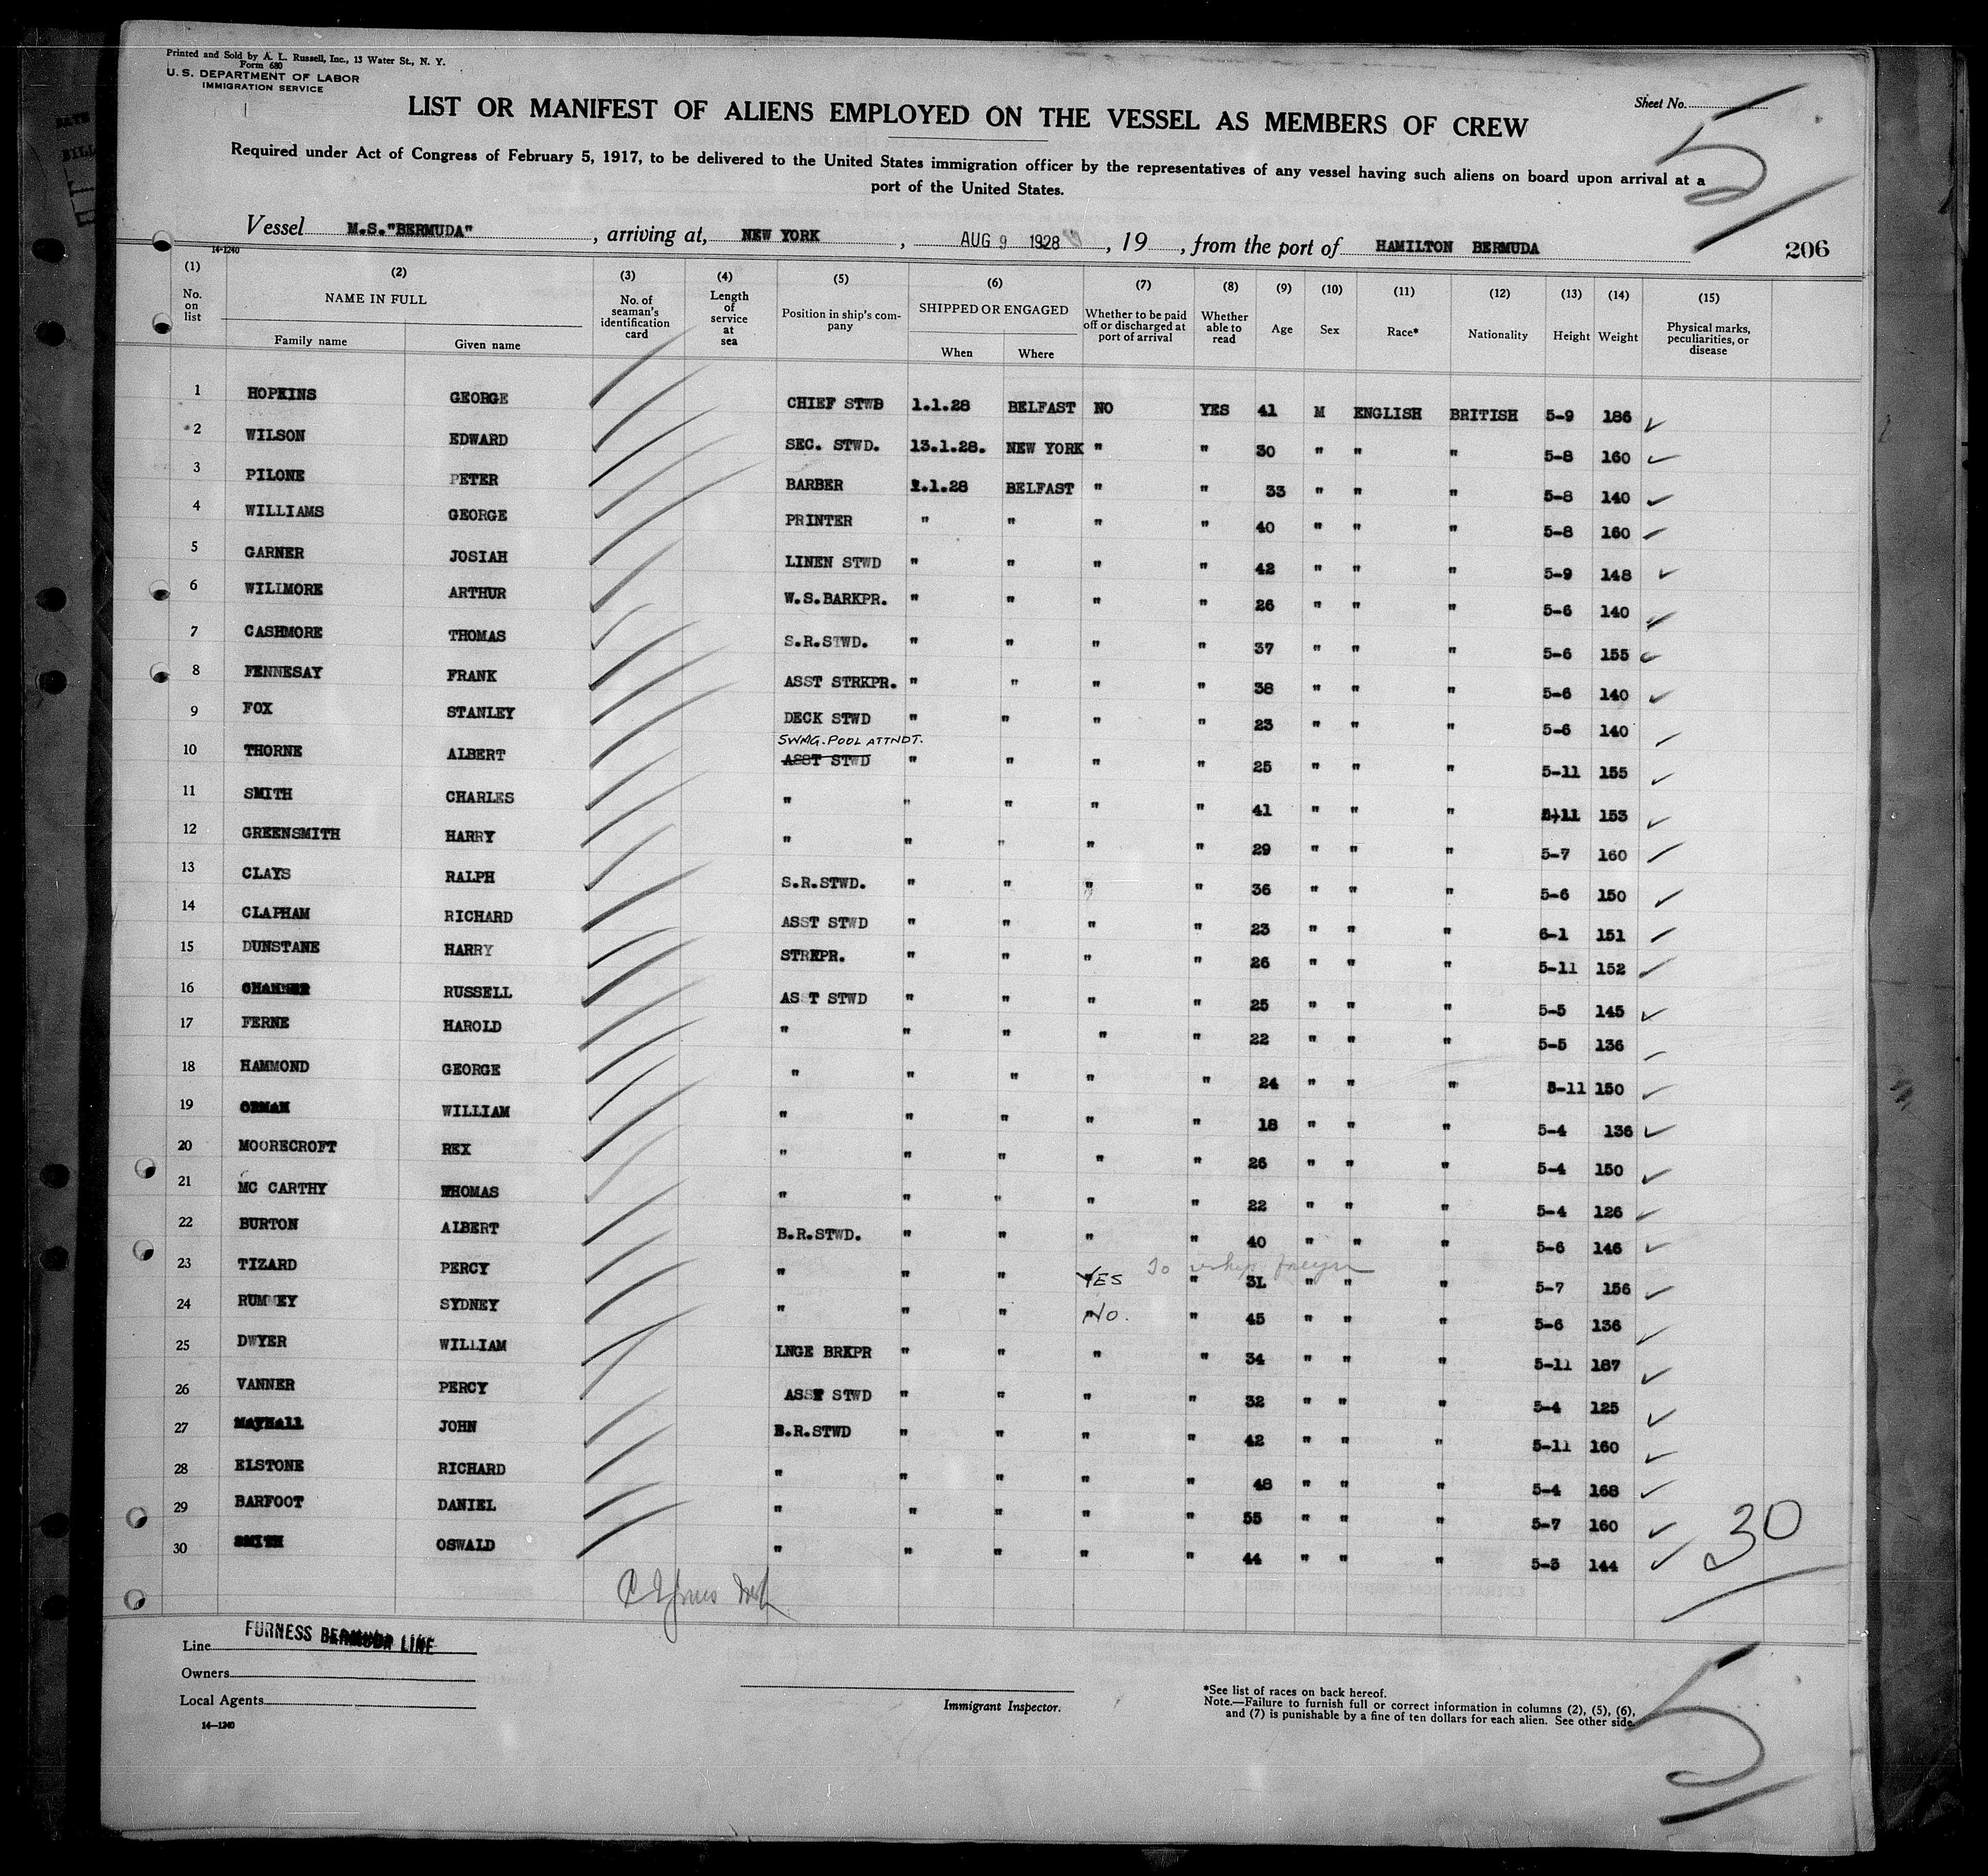 Printed and Sold by A. L. Russell, Inc., 13 Water St., N. Y.
Form 680
U. S. DEPARTMENT OF LABOR
IMMIGRATION SERVICE
Sheet No.
5
LIST OR MANIFEST OF ALIENS EMPLOYED ON THE VESSEL AS MEMBERS OF CREW
Required under Act of Congress of February 5, 1917, to be delivered to the United States immigration officer by the representatives of any vessel having such aliens on board upon arrival at a
port of the United States.
Vessel M.S."BERMUDA" , arriving at, NEW YORK , AUG 9 1928 , 19 , from the port of HAMILTON BERMUDA
206
14-1240
(1) (2) (3) (4) (5) (6) (7) (8) (9) (10) (11) (12) (13) (14) (15)
No. on list NAME IN FULL Family name Given name No. of seaman's identification card Length of service at sea Position in ship's company SHIPPED OR ENGAGED When Where Whether to be paid off or discharged at port of arrival Whether able to read Age Sex Race* Nationality Height Weight Physical marks, peculiarities, or disease
1 HOPKINS GEORGE CHIEF STWD 1.1.28 BELFAST NO YES 41 M ENGLISH BRITISH 5-9 186 ✓
2 WILSON EDWARD SEC. STWD. 13.1.28. NEW YORK " " 30 " " " 5-8 160 ✓
3 PILONE PETER BARBER 1.1.28 BELFAST " " 33 " " " 5-8 140 ✓
4 WILLIAMS GEORGE PRINTER " " " " 40 " " " 5-8 160 ✓
5 GARNER JOSIAH LINEN STWD " " " " 42 " " " 5-9 148 ✓
6 WILLMORE ARTHUR W.S.BARKPR. " " " " 26 " " " 5-6 140 ✓
7 CASHMORE THOMAS S.R.STWD. " " " " 37 " " " 5-6 155 ✓
8 FENNESAY FRANK ASST STRKPR. " " " " 38 " " " 5-6 140 ✓
9 FOX STANLEY DECK STWD " " " " 23 " " " 5-6 140 ✓
SWMG. POOL ATTNDT.
10 THORNE ALBERT ASST STWD " " " " 25 " " " 5-11 155 ✓
11 SMITH CHARLES " " " " " 41 " " " 11 153 ✓
12 GREENSMITH HARRY " " " " " 29 " " " 5-7 160 ✓
13 CLAYS RALPH S.R.STWD. " " " " 36 " " " 5-6 150 ✓
14 CLAPHAM RICHARD ASST STWD " " " " 23 " " " 6-1 151 ✓
15 DUNSTANE HARRY STRKPR. " " " " 26 " " " 5-11 152 ✓
16 RUSSELL ASST STWD " " " " 25 " " " 5-5 145 ✓
17 FERNE HAROLD " " " " " 22 " " " 5-5 136 ✓
18 HAMMOND GEORGE " " " " " 24 " " " 5-11 150 ✓
19 WILLIAM " " " " " 18 " " " 5-4 136 ✓
20 MOORECROFT REX " " " " " 26 " " " 5-4 150 ✓
21 MC CARTHY THOMAS " " " " " 22 " " " 5-4 126 ✓
22 BURTON ALBERT B.R.STWD. " " " " 40 " " " 5-6 146 ✓
23 TIZARD PERCY " " " YES " 31 " " " 5-7 156 ✓
24 RUMMEY SYDNEY " " " NO. " 45 " " " 5-6 136 ✓
25 DWYER WILLIAM LNGE BRKPR " " " " 34 " " " 5-11 187 ✓
26 VANNER PERCY ASST STWD " " " " 32 " " " 5-4 125 ✓
27 MAYHALL JOHN B.R.STWD " " " " 42 " " " 5-11 160 ✓
28 ELSTONE RICHARD " " " " " 48 " " " 5-4 168 ✓
29 BARFOOT DANIEL " " " " " 55 " " " 5-7 160 ✓
30 SMITH OSWALD " " " " " 44 " " " 5-3 144 ✓
30
Line FURNESS BERMUDA LINE
Owners
Local Agents
14—1240
Immigrant Inspector.
*See list of races on back hereof.
Note.—Failure to furnish full or correct information in columns (2), (5), (6),
and (7) is punishable by a fine of ten dollars for each alien. See other side.
5